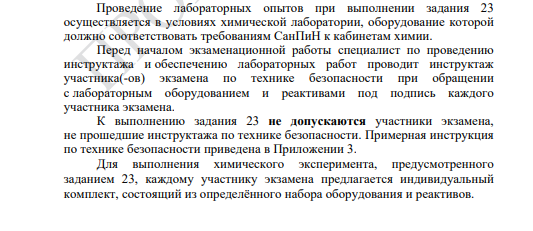 Проведение лабораторных опытов при выполнении задания 23
осуществляется в условиях химической лаборатории, оборудование которой
должно соответствовать требованиям СанПиН к кабинетам химии.
Перед началом экзаменационной работы специалист по проведению
инструктажа и обеспечению лабораторных работ проводит инструктаж
участника(-ов) экзамена по технике безопасности при обращении
с лабораторным оборудованием и реактивами под подпись каждого
участника экзамена.
К выполнению задания 23 не допускаются участники экзамена,
не прошедшие инструктажа по технике безопасности. Примерная инструкция
по технике безопасности приведена в Приложении 3.
Для выполнения химического эксперимента, предусмотренного
заданием 23, каждому участнику экзамена предлагается индивидуальный
комплект, состоящий из определённого набора оборудования и реактивов.